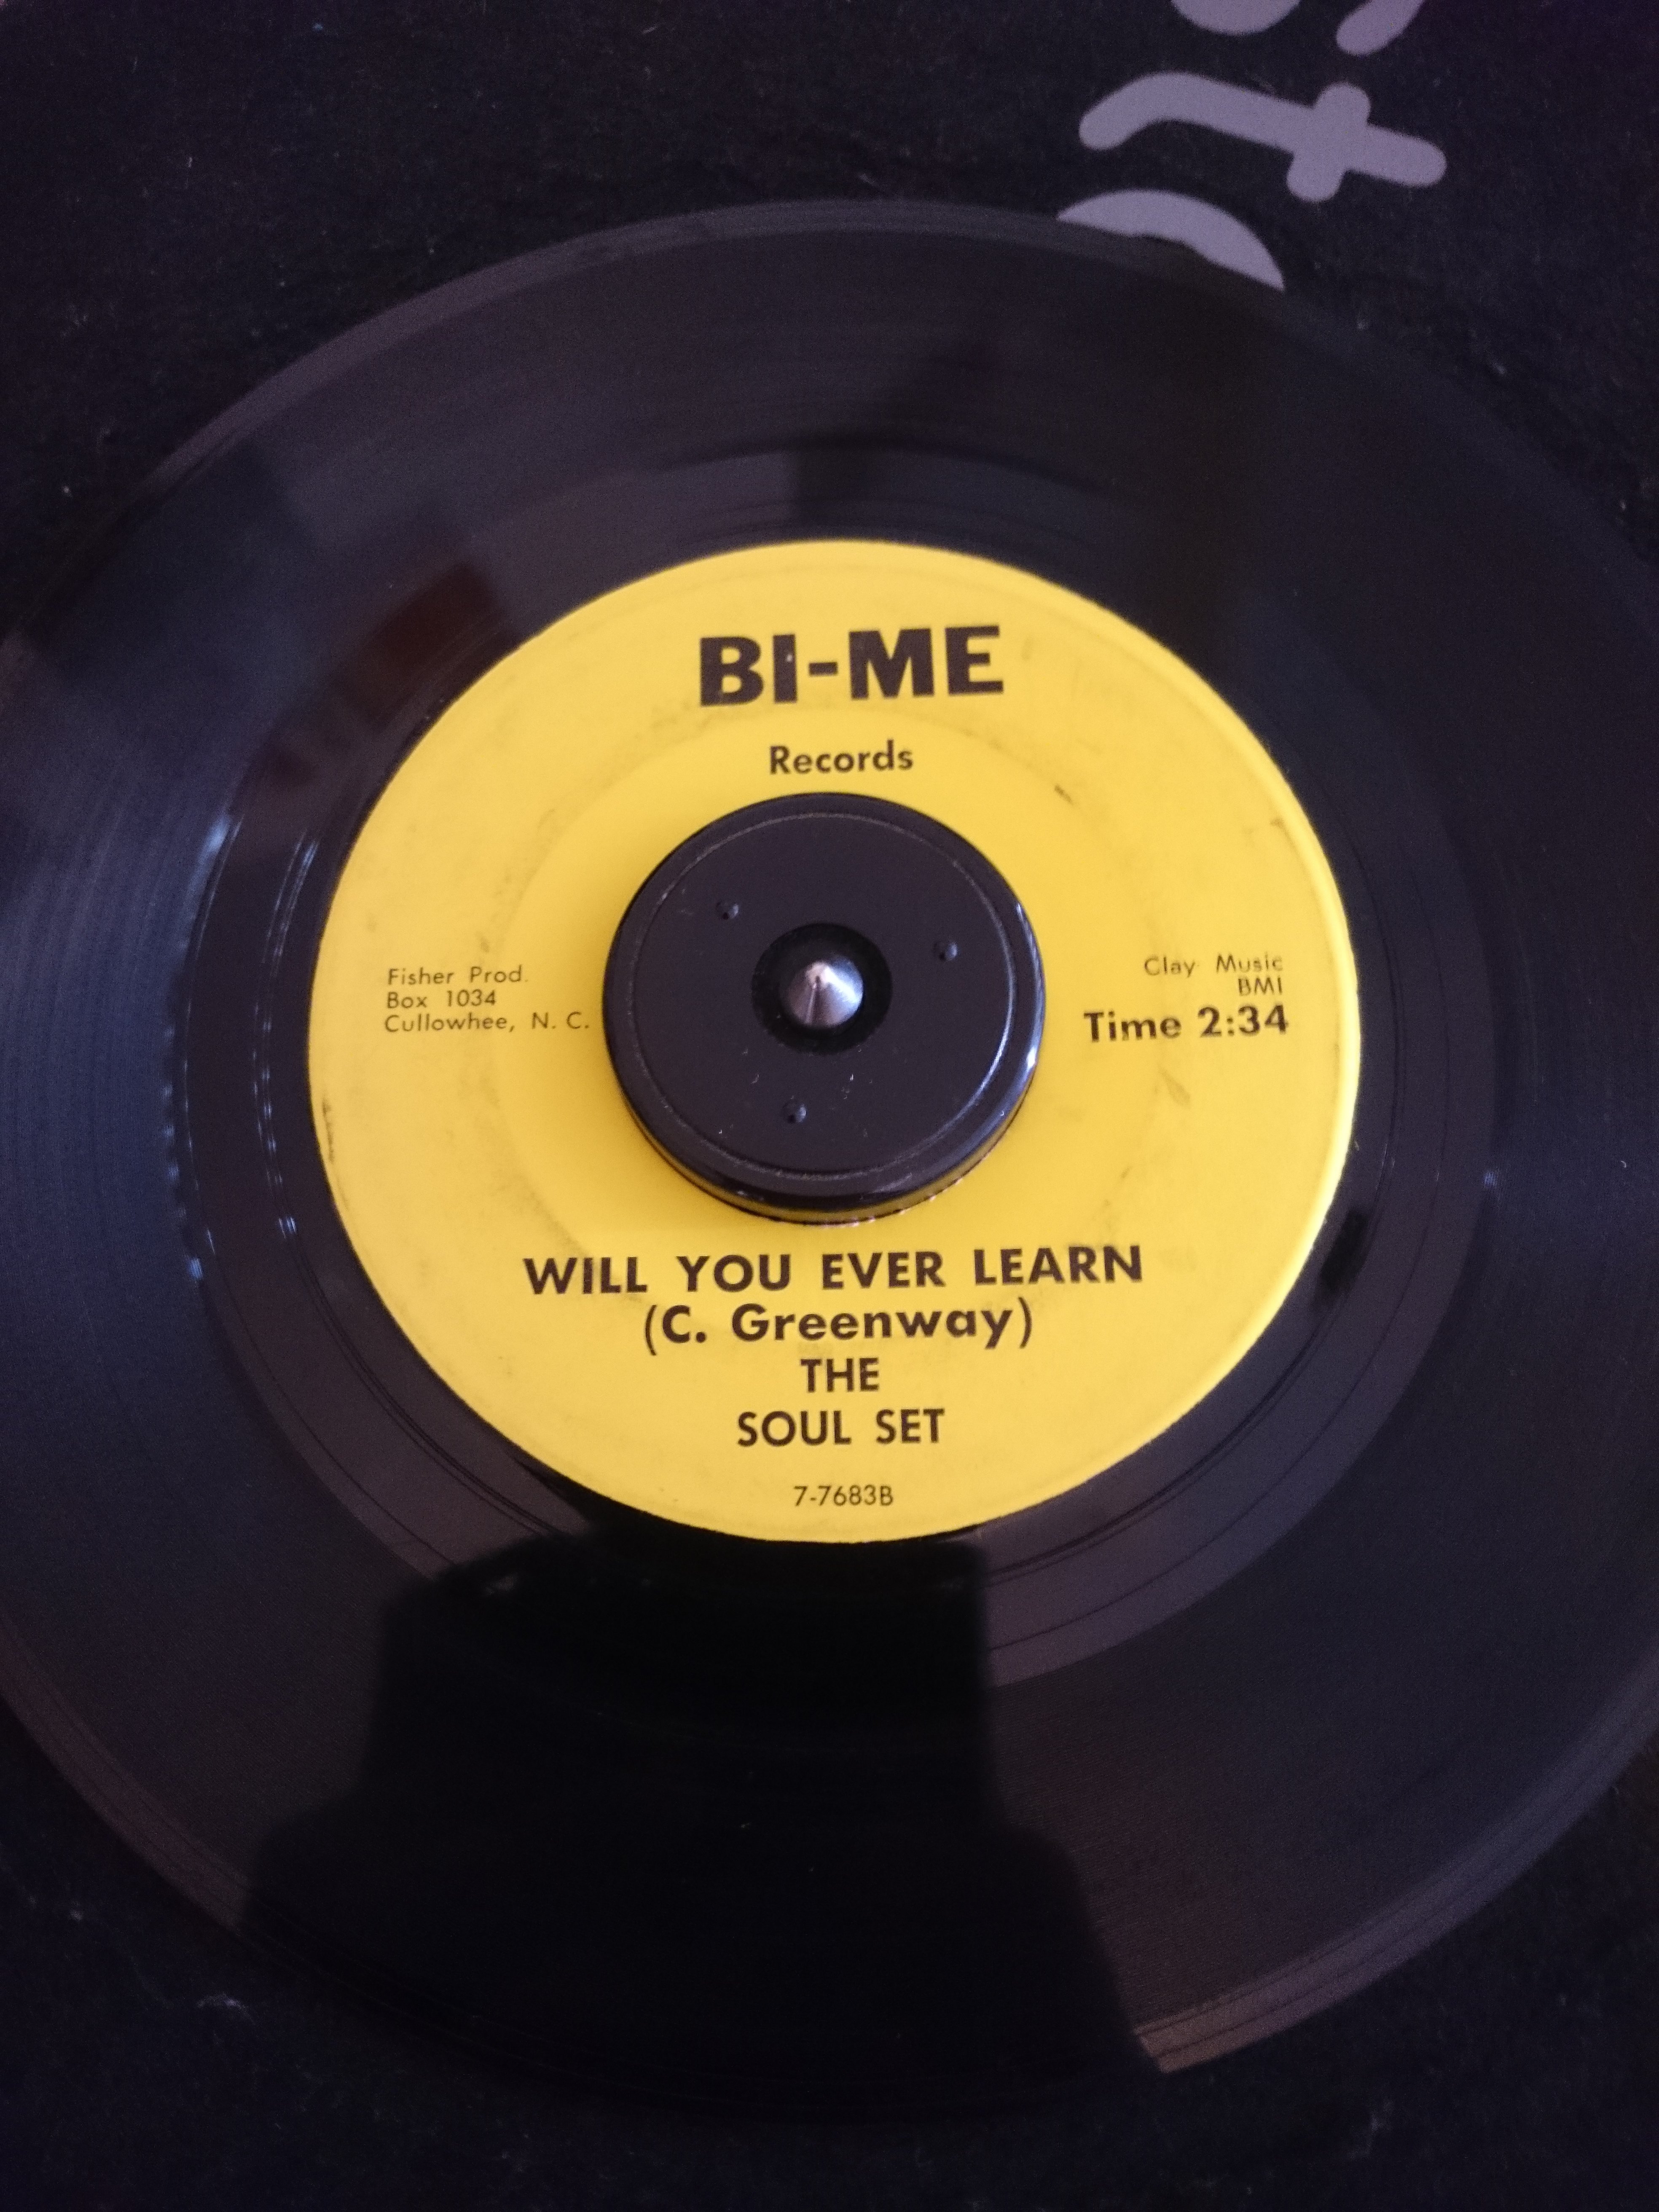 BI-ME
Records
Fisher Prod.
Box 1034
Cullowhee, N. C.
Clay Music
BMI
Time 2:34
WILL YOU EVER LEARN
(C. Greenway)
THE
SOUL SET
7-7683B